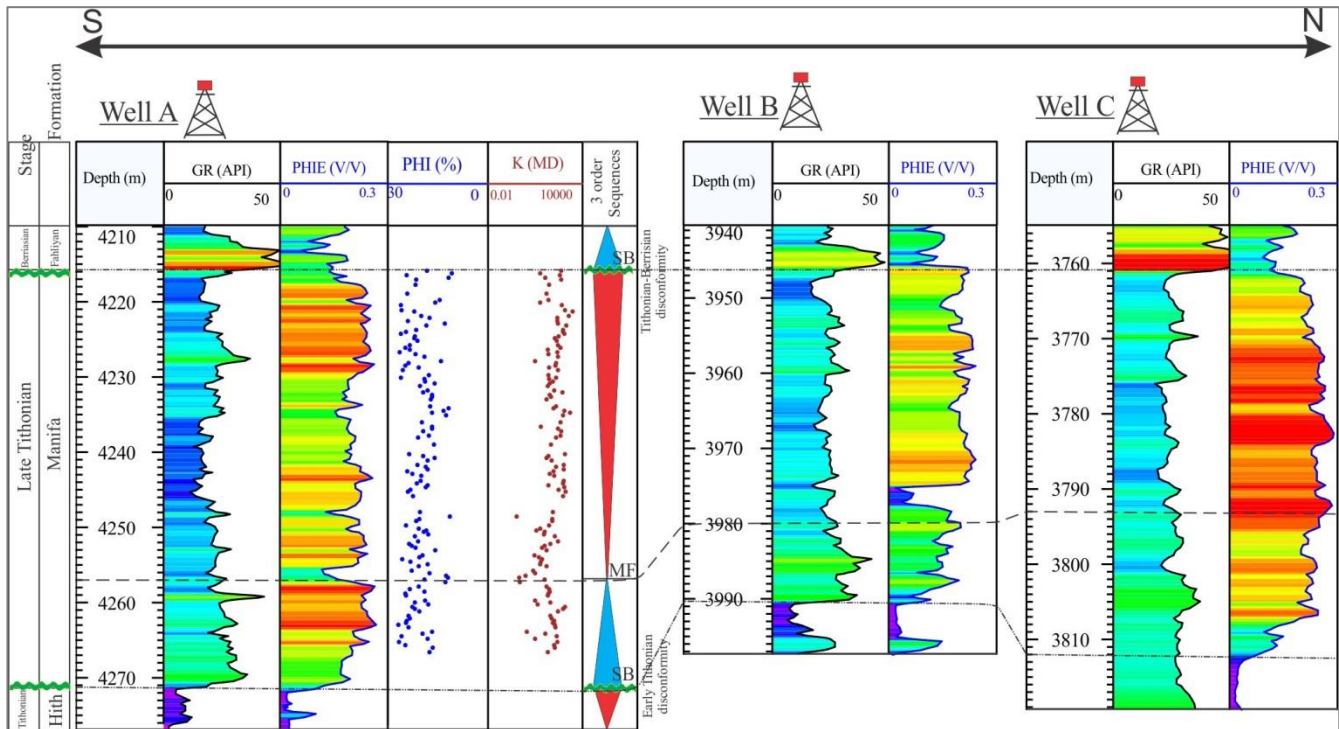 S
N
Well A
Well B
Well C
Stage
Formation
Depth (m)
GR (API)
0
50
PHIE (V/V)
0
0.3
PHI (%)
30
0
K (MD)
0.01
10000
3 order
Sequences
Depth (m)
GR (API)
0
50
PHIE (V/V)
0
0.3
Depth (m)
GR (API)
0
50
PHIE (V/V)
0
0.3
Berriasian
Fahliyan
Late Tithonian
Manifa
Tithonian
Hith
4210
4220
4230
4240
4250
4260
4270
SB
MF
SB
Tithonian-Berrisian
disconformity
Early Tithonian
disconformity
3940
3950
3960
3970
3980
3990
3760
3770
3780
3790
3800
3810